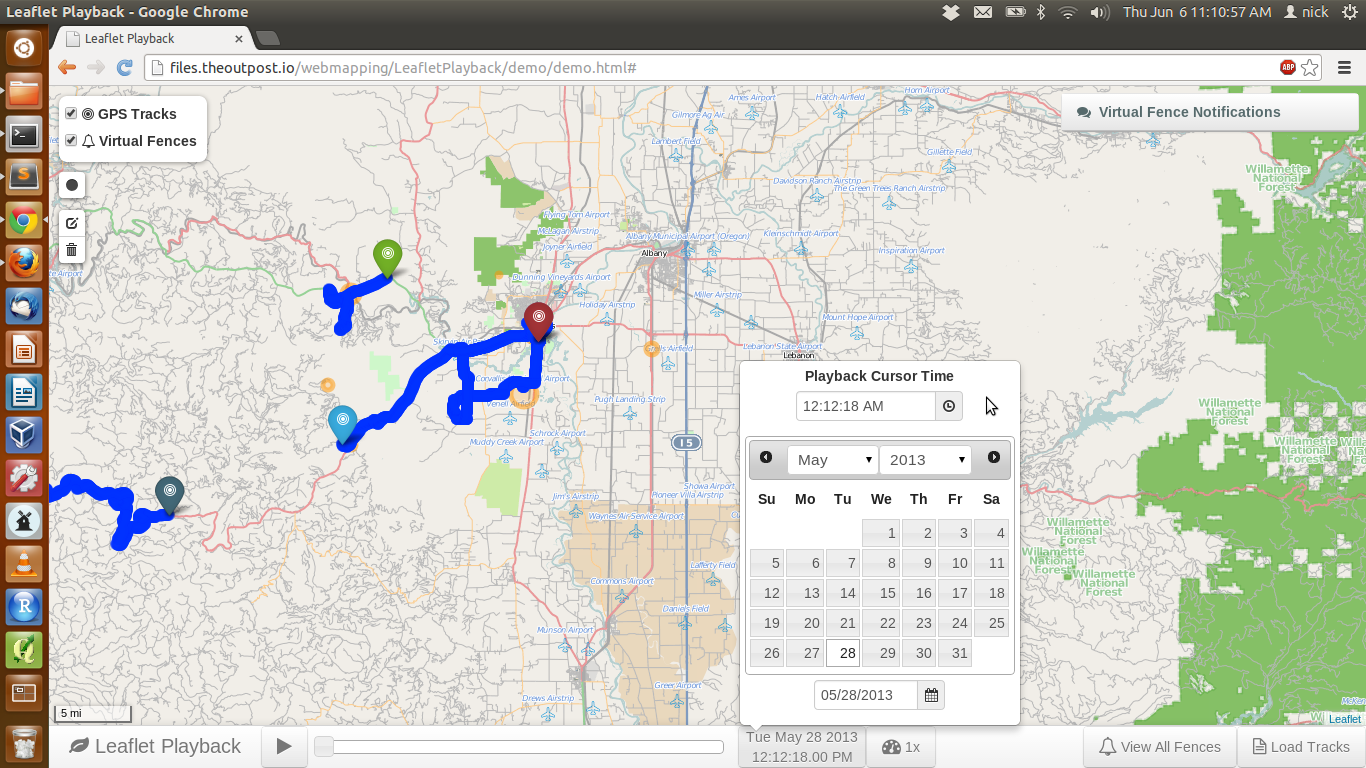 Leaflet Playback - Google Chrome
Thu Jun 6 11:10:57 AM nick
Leaflet Playback
files.theoutpost.io/webmapping/LeafletPlayback/demo/demo.html#
ABP
GPS Tracks
Virtual Fences
Virtual Fence Notifications
Ames Airport
Hatch Airfield
Horn Airport
Gilmore Ag Air
Lambert Field
Gillette Field
Davidson Ranch Airstrip
The Green Trees Ranch Airstrip
Willamette
National
Forest
Flying Tom Airport
McLagan Airstrip
Joyner Airfield
Albany Municipal Airport (Oregon)
Kleinschmidt Airport
Albany
Inspiration Airport
Dunning Vineyards Airport
Miller Airstrip
Holiday Airstrip
Mount Hope Airport
Lebanon State Airport
Lebanon
Venell Airfield
Pugh Landing Strip
Schrock Airport
Muddy Creek Airport
15
Jim's Airstrip
Showa Airport
Pioneer Villa Airstrip
Waynes Air Service Airport
Lafferty Field
Commons Airport
Daniels Field
Munson Airport
Greer Airport
Drews Airstrip
Willamette
National
Forest
Willamette
National
Forest
Willamette
National
Forest
Willamette
National
Forest
Willamette
National
Forest
Playback Cursor Time
12:12:18 AM
May 2013
Su Mo Tu We Th Fr Sa
1 2 3 4
5 6 7 8 9 10 11
12 13 14 15 16 17 18
19 20 21 22 23 24 25
26 27 28 29 30 31
05/28/2013
5 mi
Leaflet
Leaflet Playback
Tue May 28 2013
12:12:18.00 PM
1x
View All Fences
Load Tracks